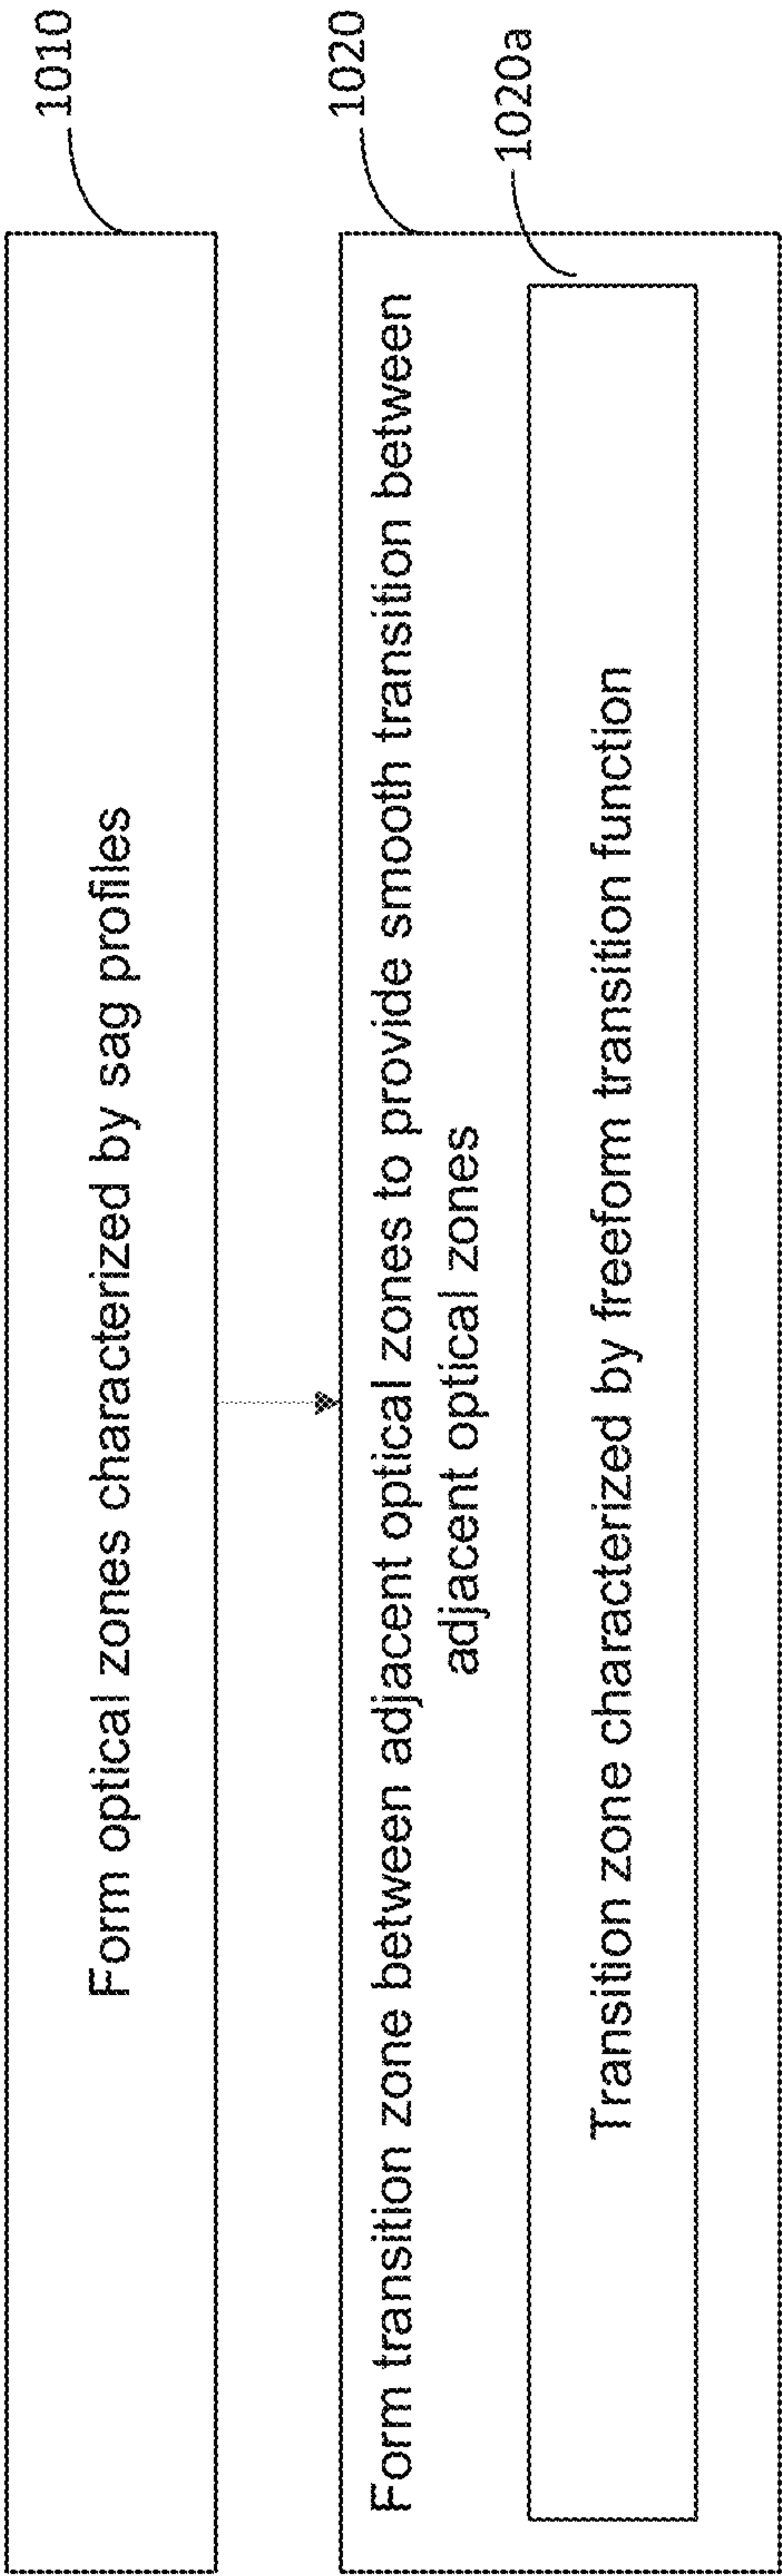 1010
Form optical zones characterized by sag profiles
1020
Form transition zone between adjacent optical zones to provide smooth transition between
adjacent optical zones
1020a
Transition zone characterized by freeform transition function